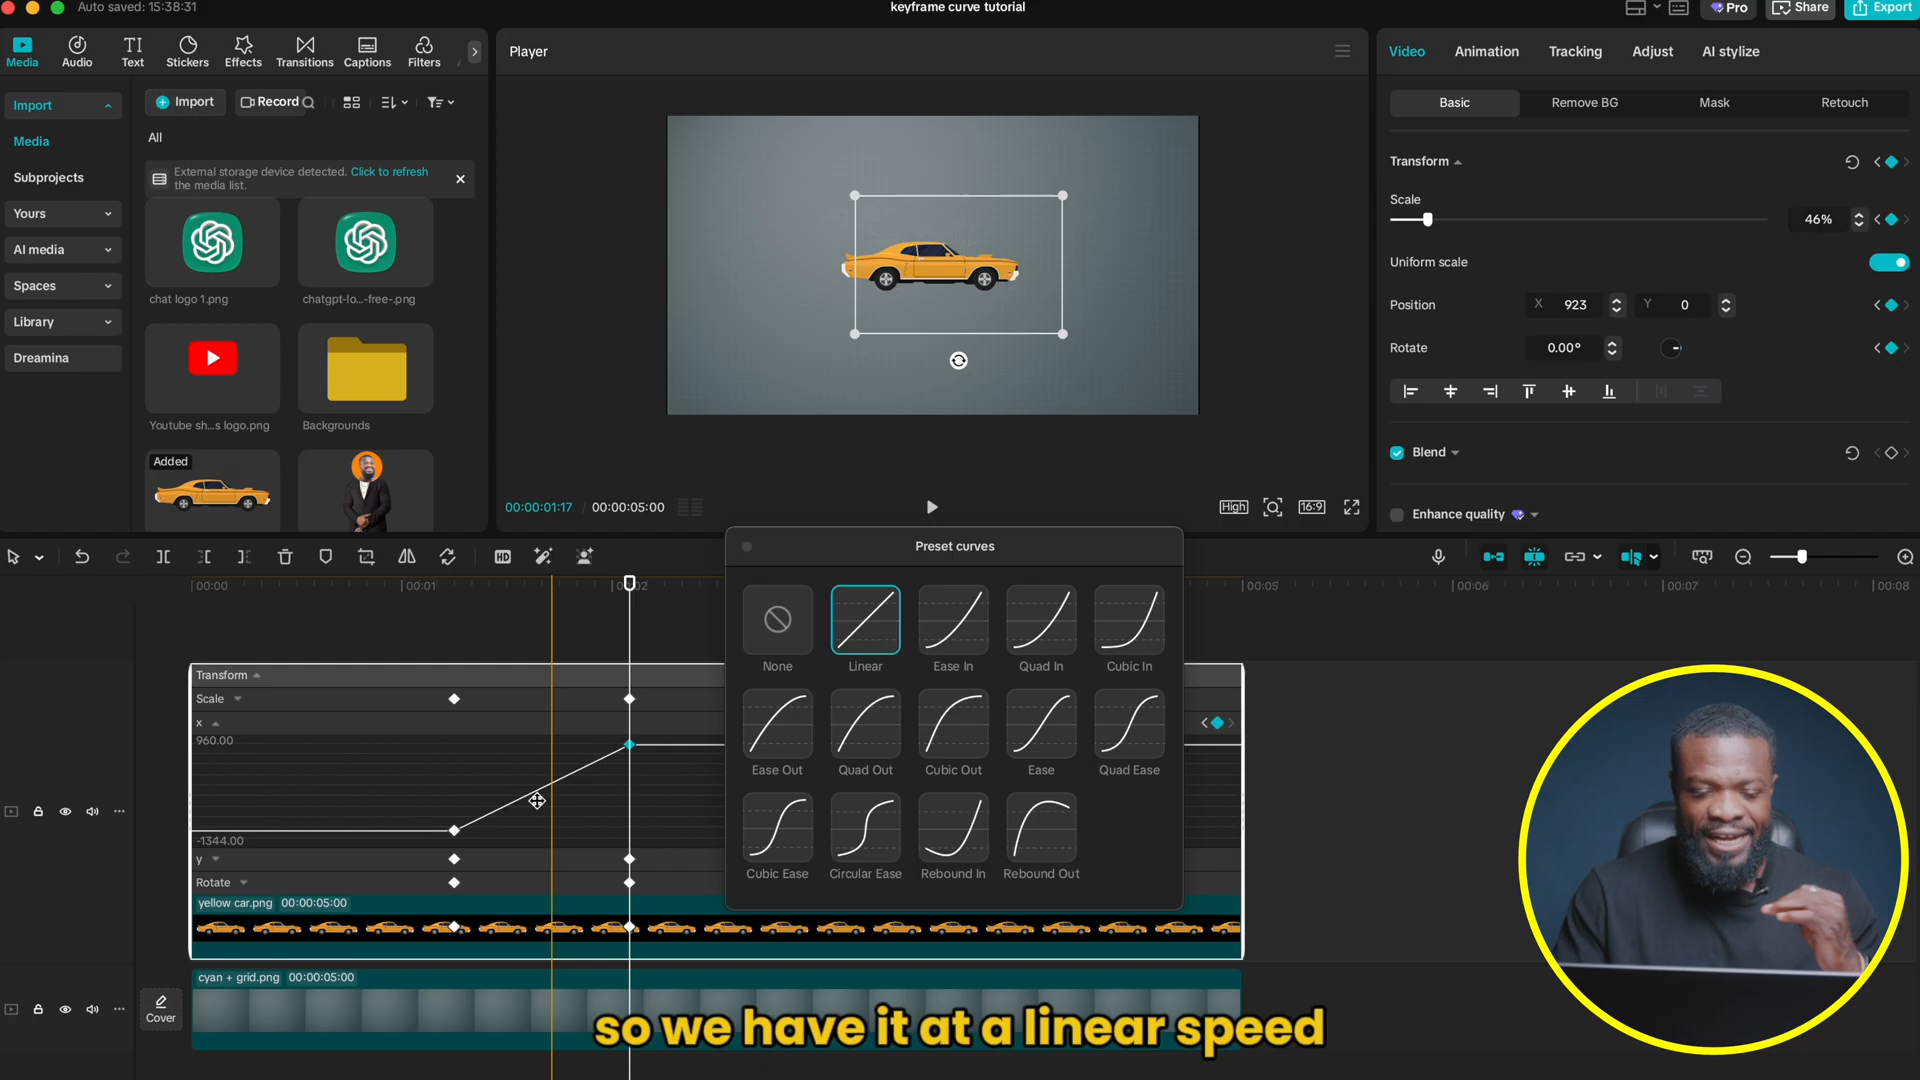 Auto saved: 15:38:31
keyframe curve tutorial
Pro
Share
Export
Media
Audio
Text
Stickers
Effects
Transitions
Captions
Filters
Player
Video
Animation
Tracking
Adjust
AI stylize
Import
Media
Subprojects
Yours
AI media
Spaces
Library
Dreamina
Import
Record
All
External storage device detected. Click to refresh
the media list.
chat logo 1.png
chatgpt-lo...-free-.png
Youtube sh...s logo.png
Backgrounds
Added
Basic
Remove BG
Mask
Retouch
Transform
Scale
46%
Uniform scale
Position
X 923
Y 0
Rotate
0.00°
Blend
Enhance quality
00:00:01:17 / 00:00:05:00
High
16:9
HD
00:00
00:01
00:02
00:05
00:06
00:07
00:08
Preset curves
None
Linear
Ease In
Quad In
Cubic In
Ease Out
Quad Out
Cubic Out
Ease
Quad Ease
Cubic Ease
Circular Ease
Rebound In
Rebound Out
Transform
Scale
x
960.00
-1344.00
y
Rotate
yellow car.png 00:00:05:00
cyan + grid.png 00:00:05:00
Cover
so we have it at a linear speed